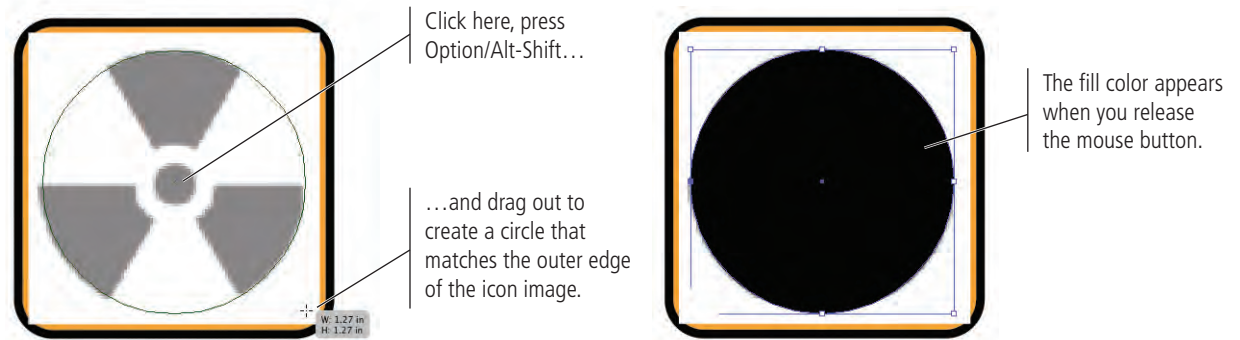 Click here, press
Option/Alt-Shift…
…and drag out to
create a circle that
matches the outer edge
of the icon image.
W: 1.27 in
H: 1.27 in
The fill color appears
when you release
the mouse button.